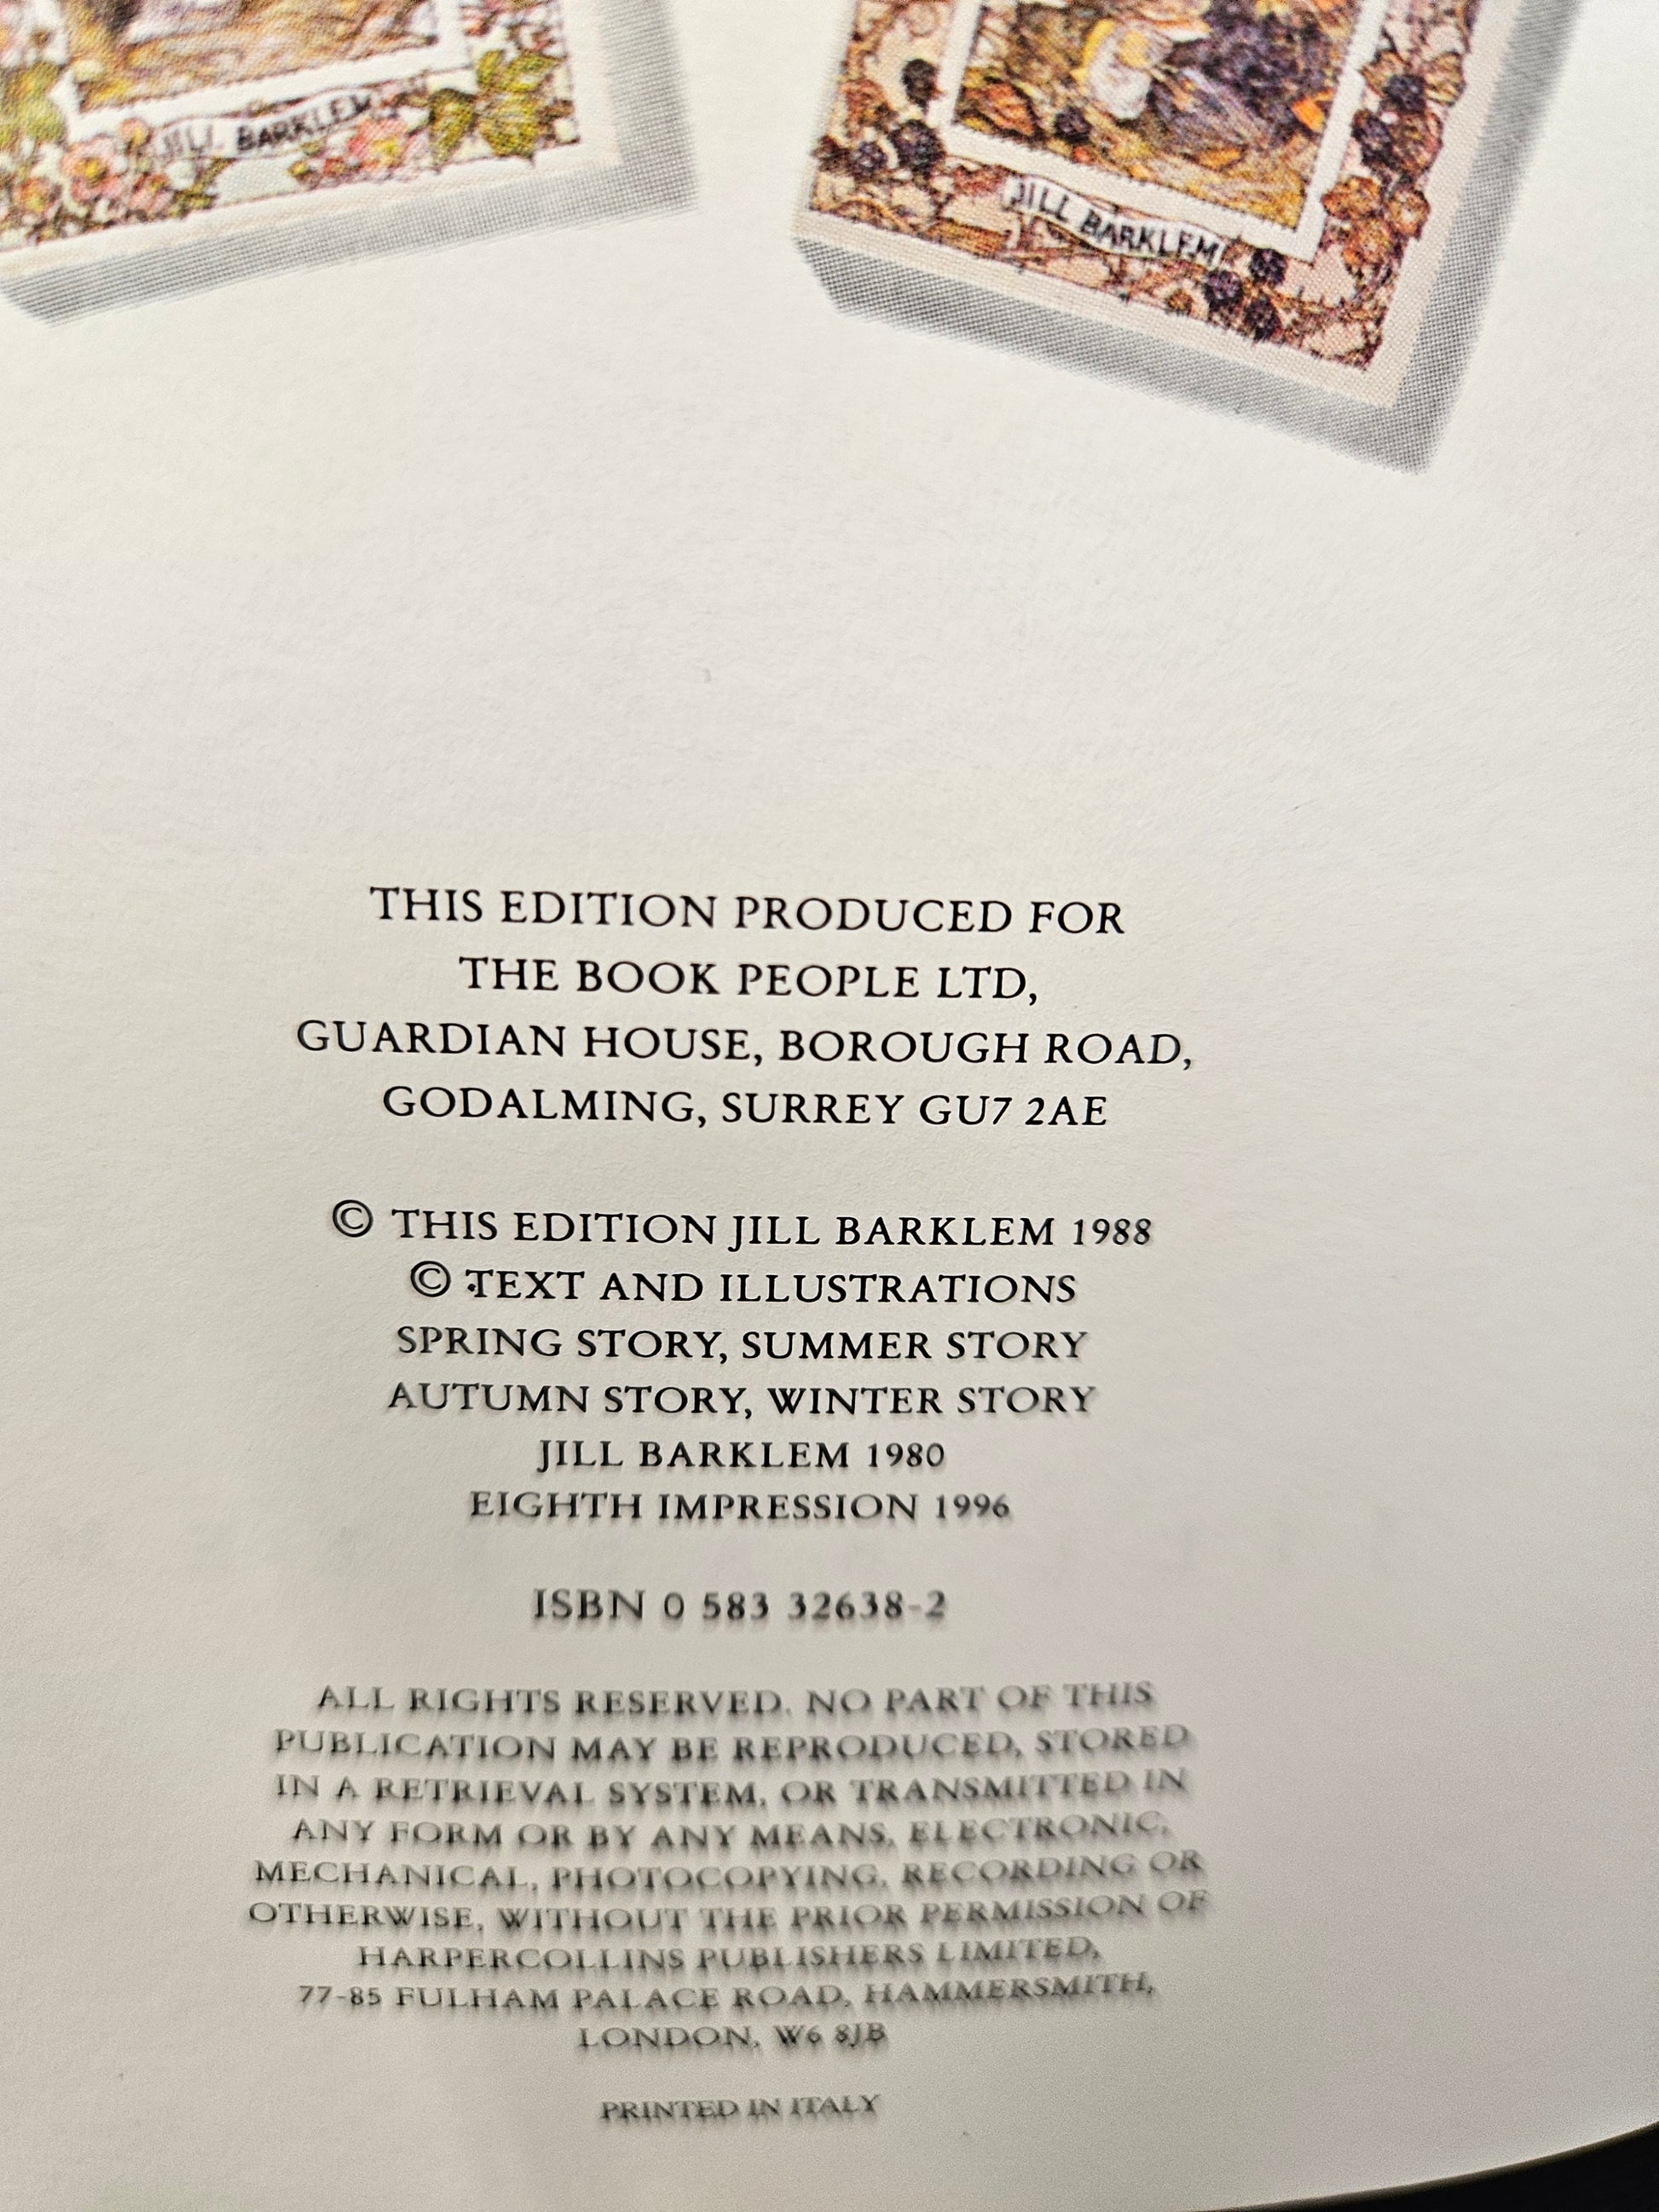 JILL BARKLEM
JILL BARKLEM
THIS EDITION PRODUCED FOR
THE BOOK PEOPLE LTD,
GUARDIAN HOUSE, BOROUGH ROAD,
GODALMING, SURREY GU7 2AE
© THIS EDITION JILL BARKLEM 1988
© TEXT AND ILLUSTRATIONS
SPRING STORY, SUMMER STORY
AUTUMN STORY, WINTER STORY
JILL BARKLEM 1980
EIGHTH IMPRESSION 1996
ISBN 0 583 32638-2
ALL RIGHTS RESERVED. NO PART OF THIS
PUBLICATION MAY BE REPRODUCED, STORED
IN A RETRIEVAL SYSTEM, OR TRANSMITTED IN
ANY FORM OR BY ANY MEANS, ELECTRONIC,
MECHANICAL, PHOTOCOPYING, RECORDING OR
OTHERWISE, WITHOUT THE PRIOR PERMISSION OF
HARPERCOLLINS PUBLISHERS LIMITED,
77-85 FULHAM PALACE ROAD, HAMMERSMITH,
LONDON, W6 8JB
PRINTED IN ITALY